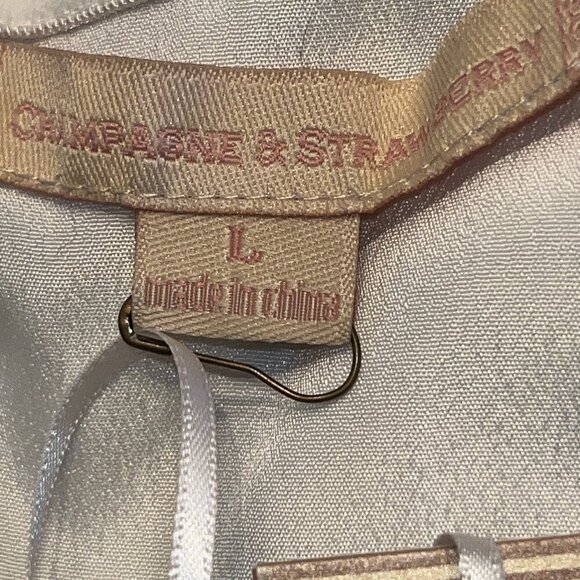 CHAMPAGNE & STRAWBERRY
L
made in china